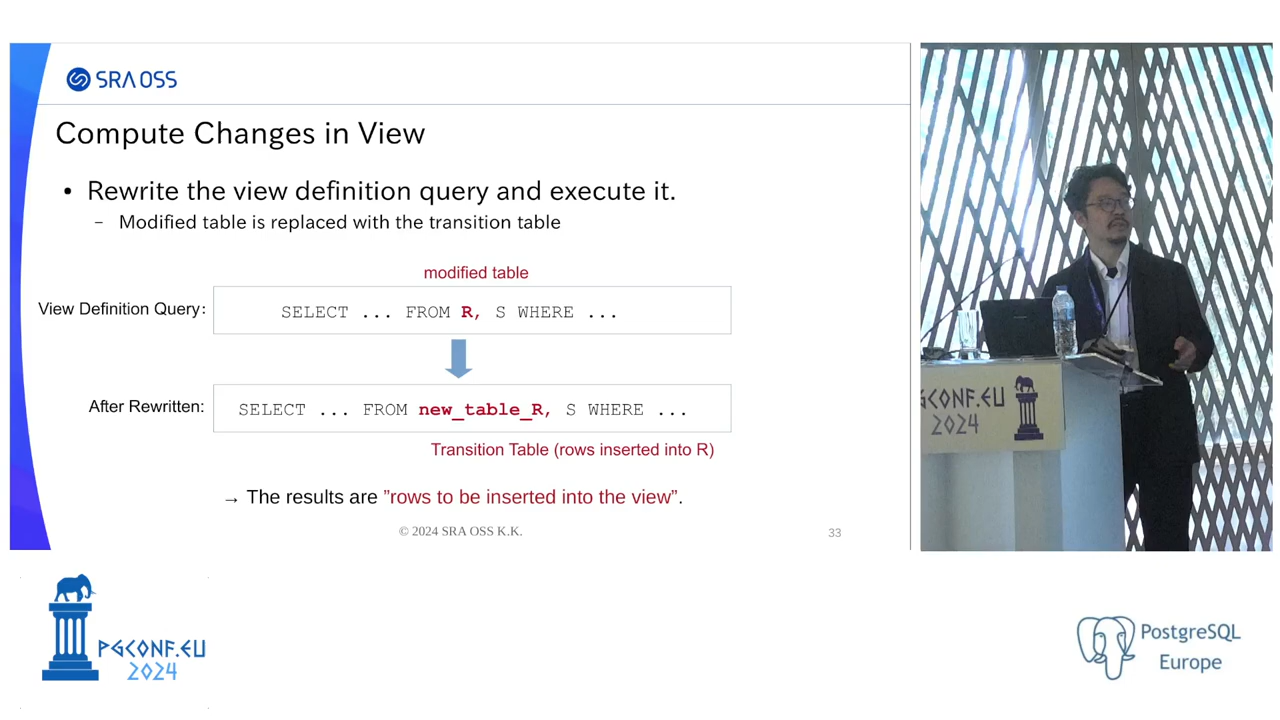 SRA OSS
Compute Changes in View
• Rewrite the view definition query and execute it.
– Modified table is replaced with the transition table
modified table
View Definition Query:
SELECT ... FROM R, S WHERE ...
After Rewritten:
SELECT ... FROM new_table_R, S WHERE ...
Transition Table (rows inserted into R)
→ The results are ”rows to be inserted into the view”.
© 2024 SRA OSS K.K.
33
PGCONF.EU
2024
PGCONF.EU
2024
PostgreSQL
Europe